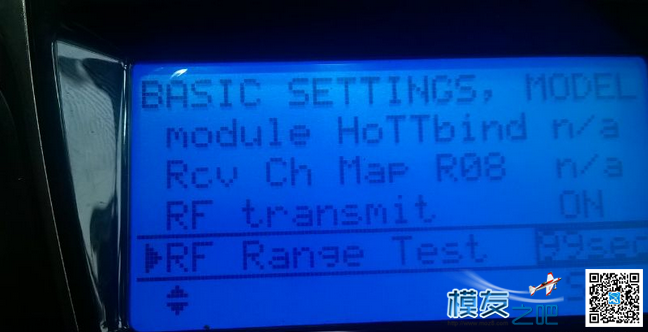 BASIC SETTINGS, MODEL
module HoTTbind n/a
Rcv Ch Map R08 n/a
RF transmit ON
RF Range Test 99sec
模友之吧